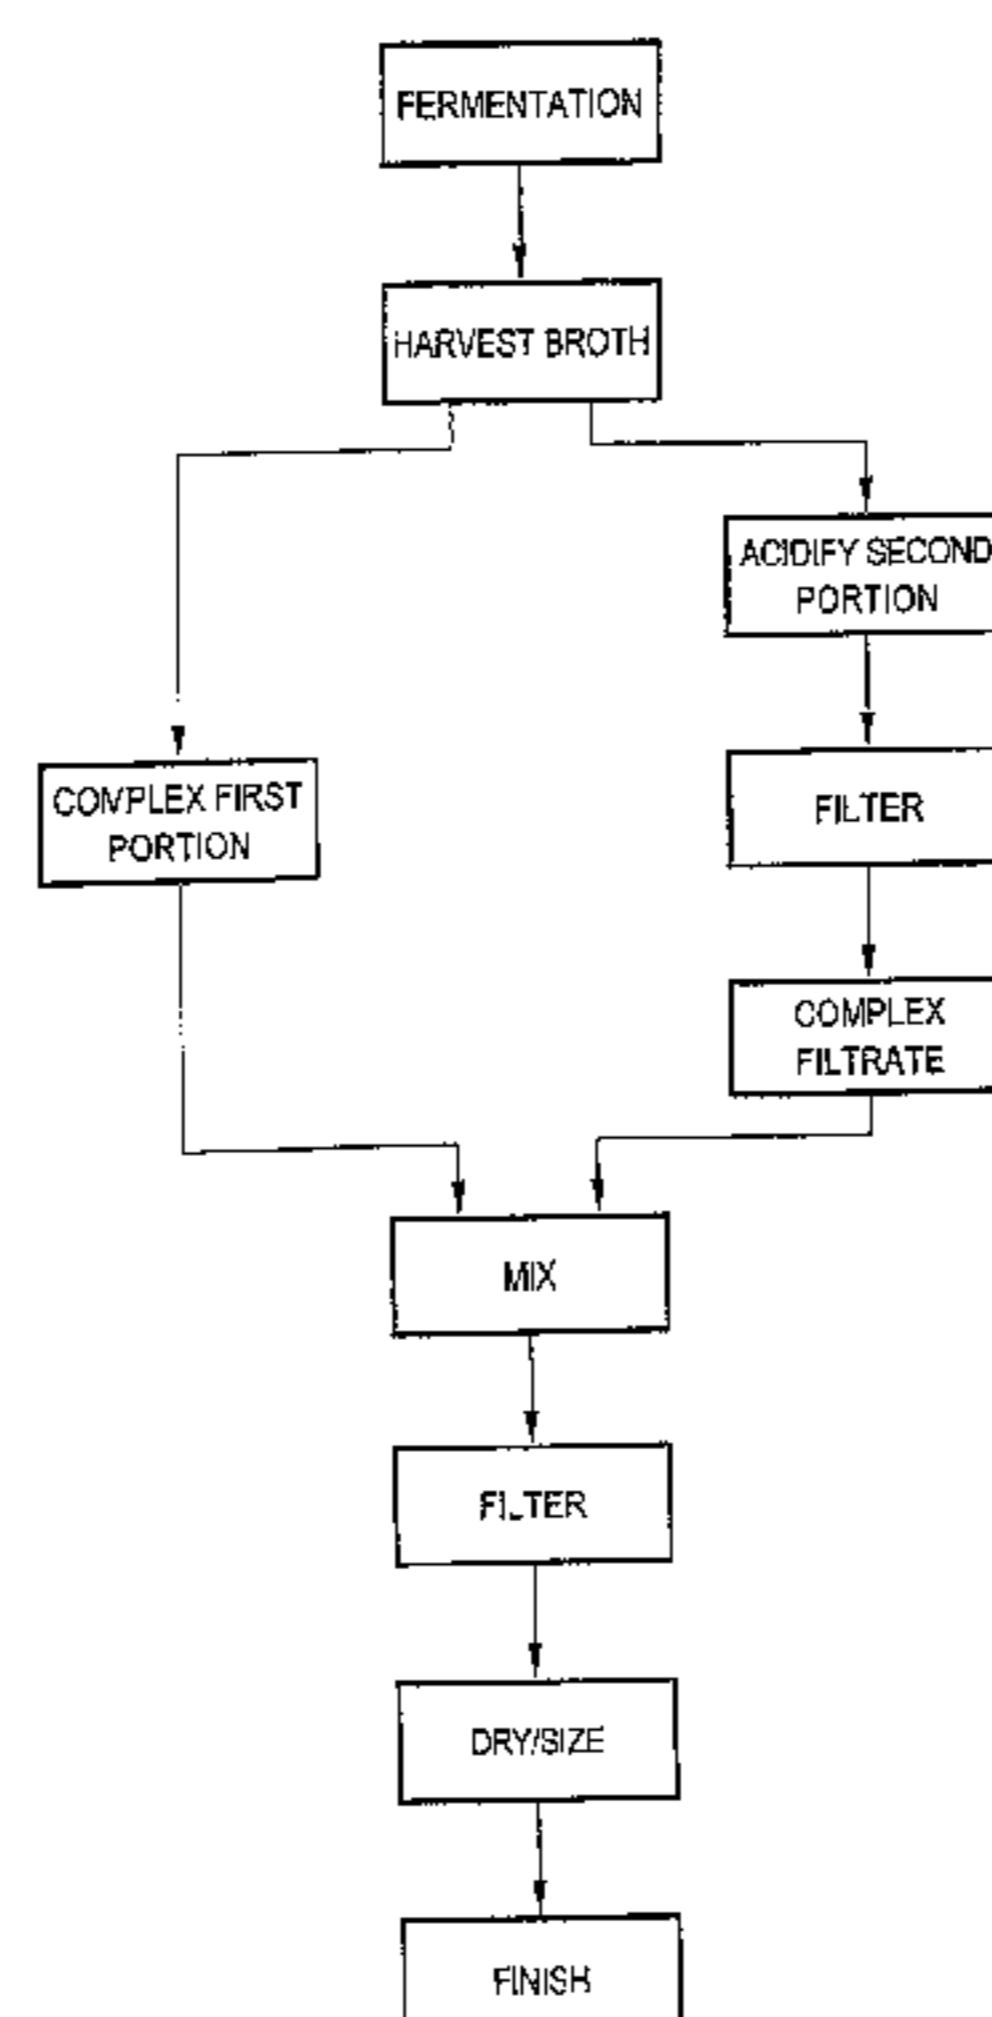 FERMENTATION
HARVEST BROTH
ACIDIFY SECOND
PORTION
FILTER
COMPLEX FIRST
PORTION
COMPLEX
FILTRATE
MIX
FILTER
DRY/SIZE
FINISH